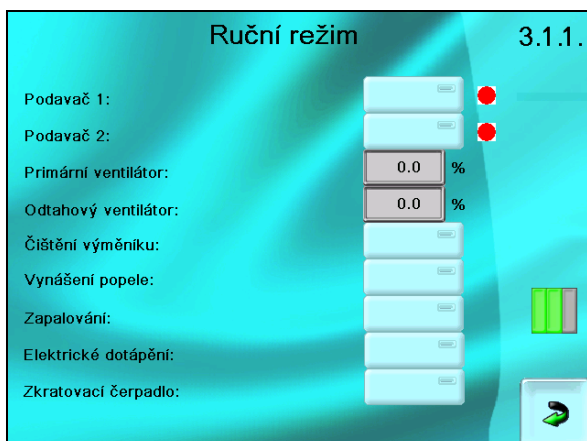 Ruční režim 3.1.1.
Podavač 1:
Podavač 2:
Primární ventilátor: 0.0 %
Odtahový ventilátor: 0.0 %
Čištění výměníku:
Vynášení popele:
Zapalování:
Elektrické dotápění:
Zkratovací čerpadlo: